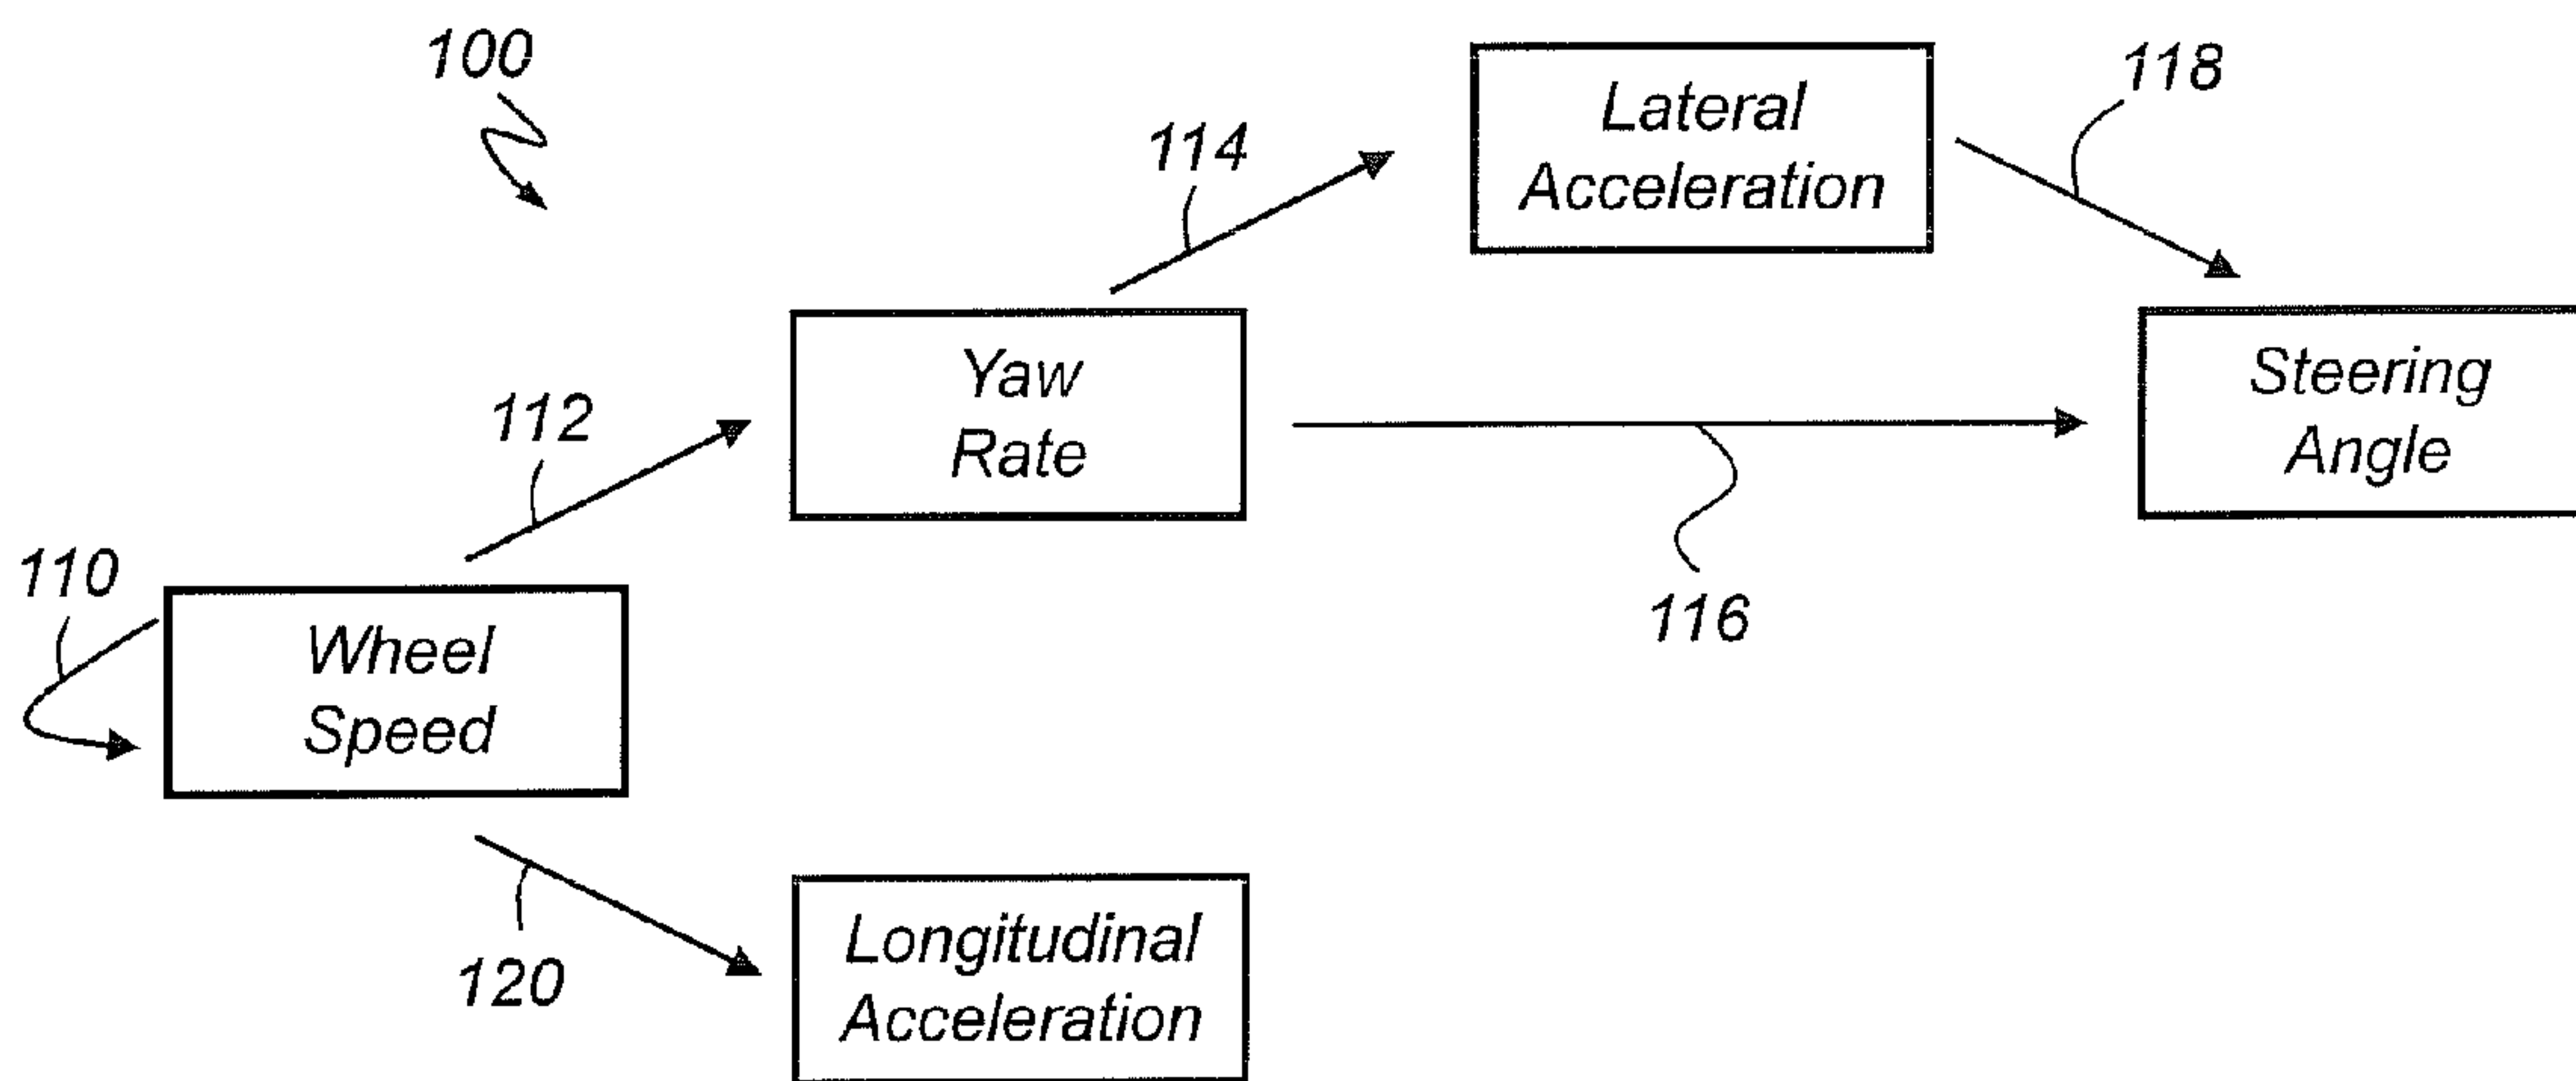 100
118
Lateral
Acceleration
114
Yaw
Rate
Steering
Angle
112
116
110
Wheel
Speed
120
Longitudinal
Acceleration